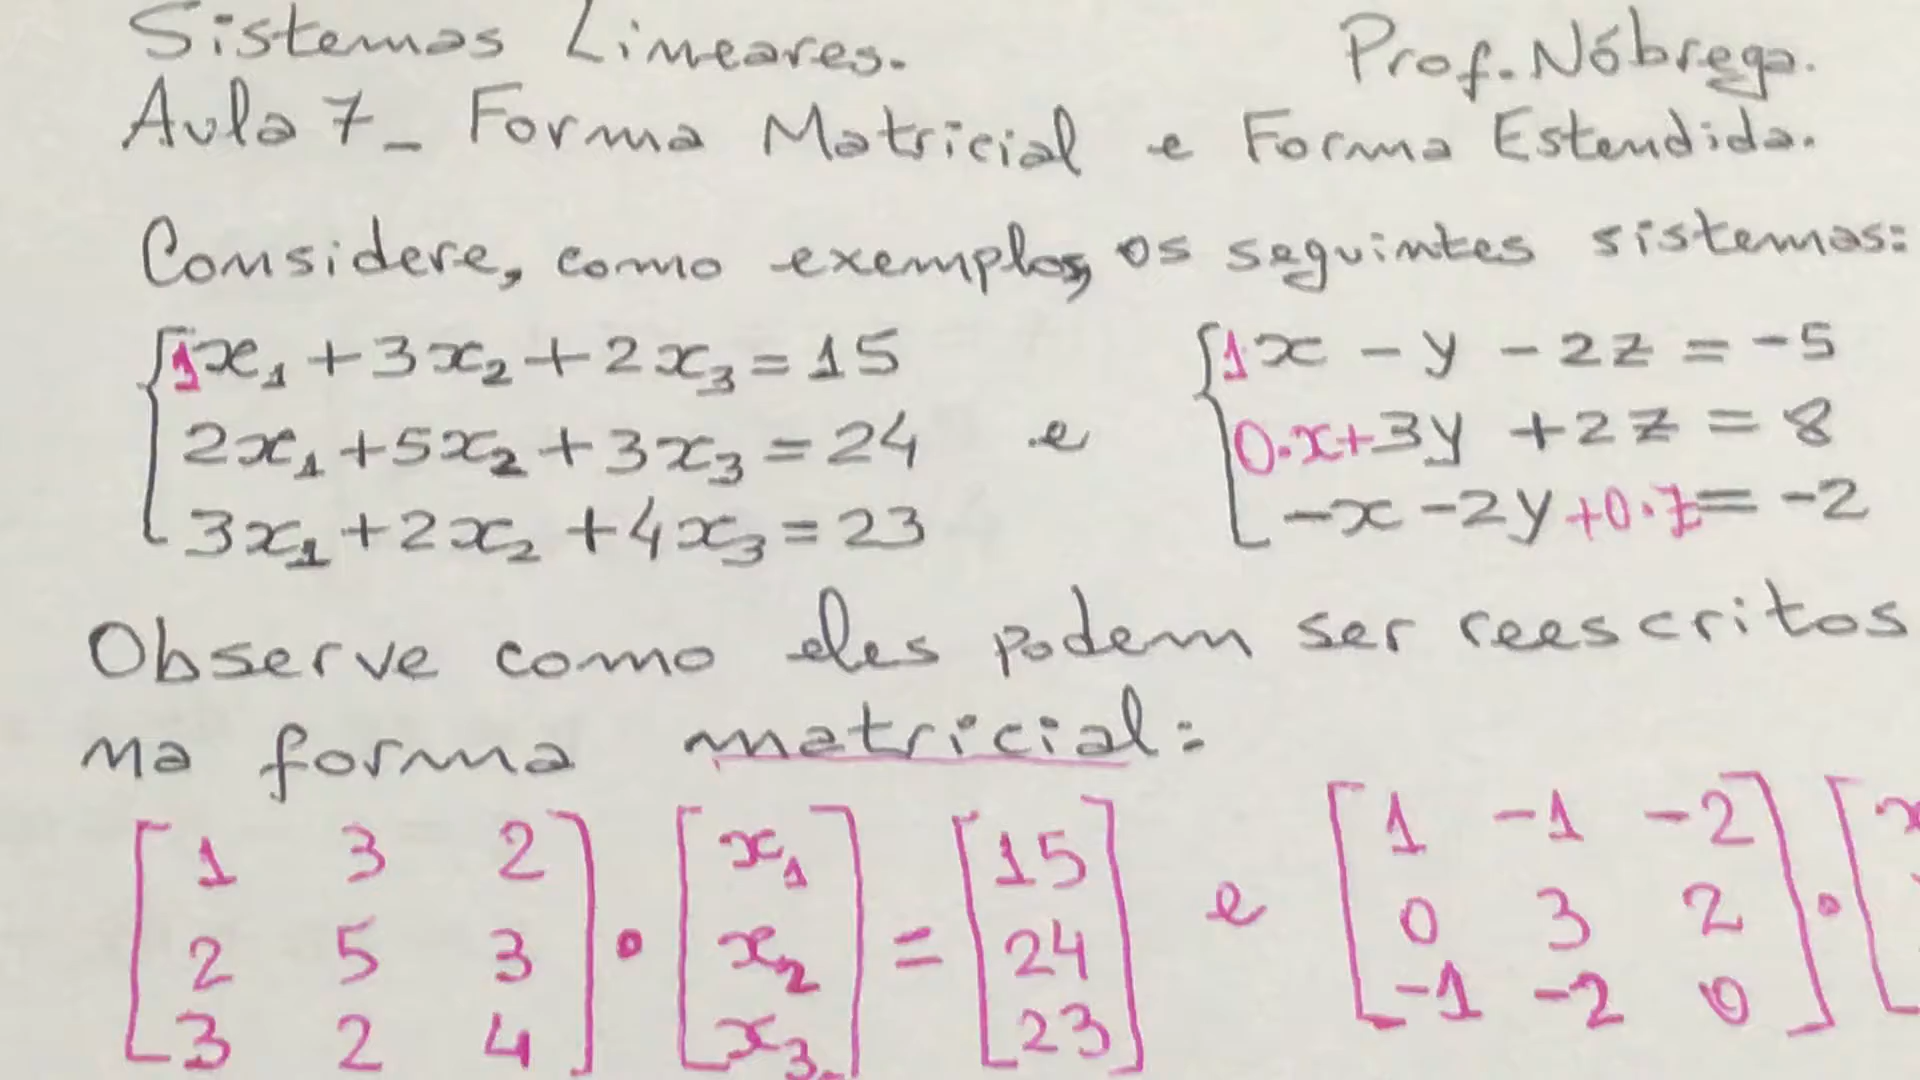 Sistemas Lineares. Prof. Nóbrega.
Aula 7 - Forma Matricial e Forma Estendida.
Considere, como exemplos, os seguintes sistemas:
1x₁ + 3x₂ + 2x₃ = 15
2x₁ + 5x₂ + 3x₃ = 24
3x₁ + 2x₂ + 4x₃ = 23
e
1x - y - 2z = -5
0·x + 3y + 2z = 8
-x - 2y + 0·z = -2
Observe como eles podem ser reescritos
na forma matricial:
[1 3 2] · [x₁] = [15] e [1 -1 -2] · [x
[2 5 3] [x₂] [24] [0 3 2]
[3 2 4] [x₃] [23] [-1 -2 0]